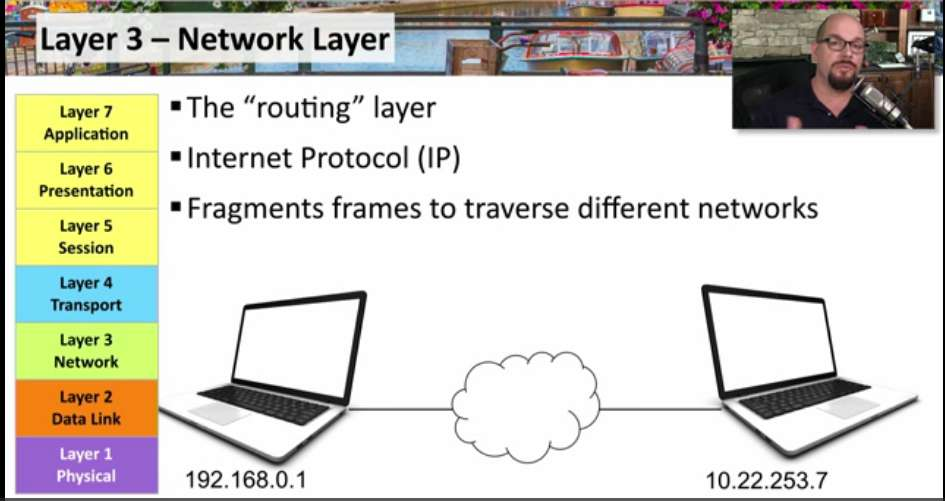 Layer 3 – Network Layer
Layer 7
Application
Layer 6
Presentation
Layer 5
Session
Layer 4
Transport
Layer 3
Network
Layer 2
Data Link
Layer 1
Physical
▪ The “routing” layer
▪ Internet Protocol (IP)
▪ Fragments frames to traverse different networks
192.168.0.1
10.22.253.7